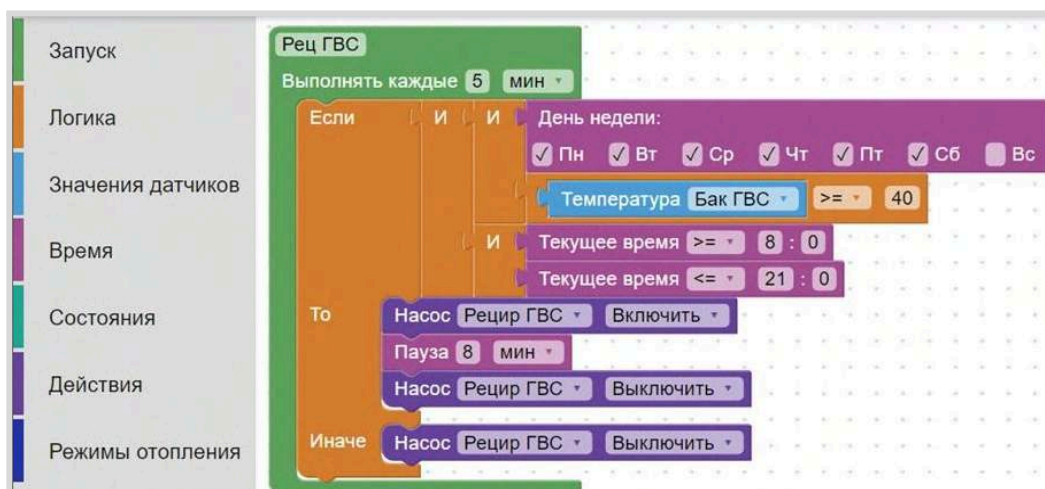 Запуск
Логика
Значения датчиков
Время
Состояния
Действия
Режимы отопления
Рец ГВС
Выполнять каждые 5 мин
Если И И День недели:
Пн Вт Ср Чт Пт Сб Вс
Температура Бак ГВС >= 40
И Текущее время >= 8 : 0
Текущее время <= 21 : 0
То Насос Рецир ГВС Включить
Пауза 8 мин
Насос Рецир ГВС Выключить
Иначе Насос Рецир ГВС Выключить